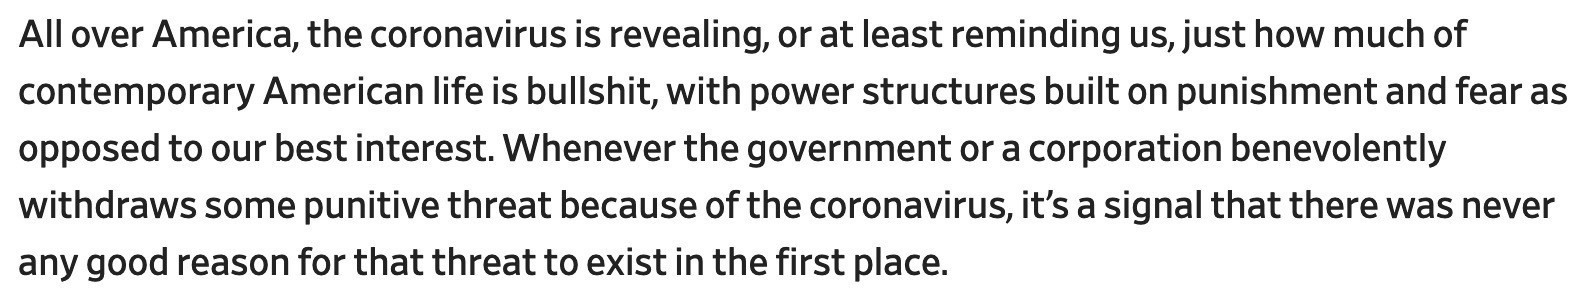 All over America, the coronavirus is revealing, or at least reminding us, just how much of
contemporary American life is bullshit, with power structures built on punishment and fear as
opposed to our best interest. Whenever the government or a corporation benevolently
withdraws some punitive threat because of the coronavirus, it’s a signal that there was never
any good reason for that threat to exist in the first place.